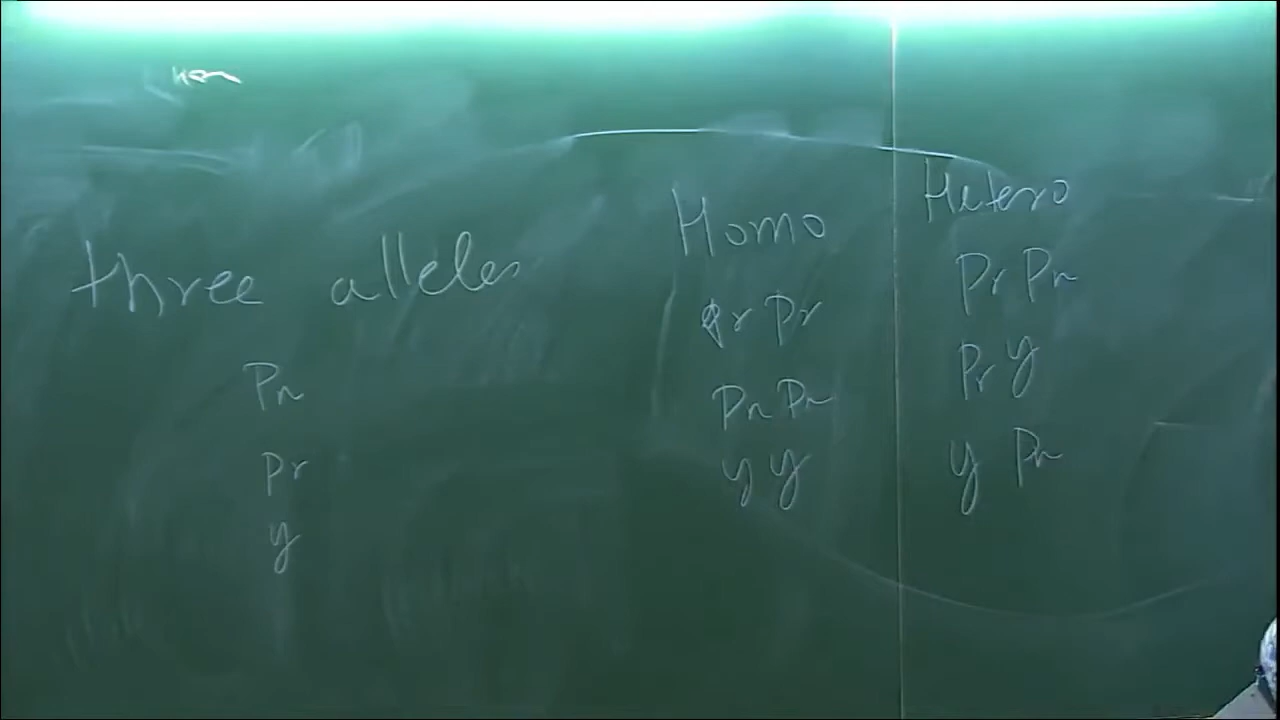 three alleles
Pn
Pr
y
Homo
Pr Pr
Pn Pn
y y
Hetero
Pr Pn
Pr y
y Pn